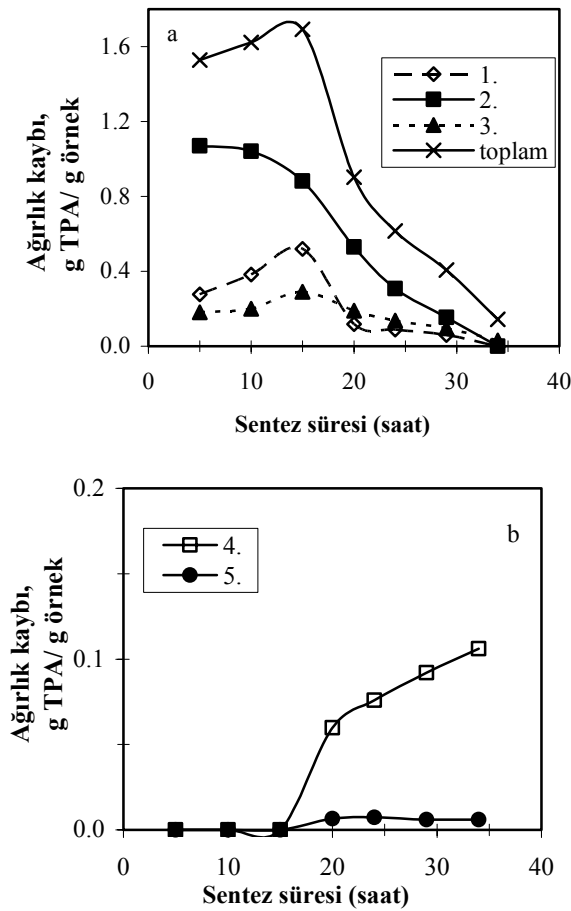 a
1.6
1.2
0.8
0.4
0.0
Ağırlık kaybı,
g TPA/ g örnek
1.
2.
3.
toplam
0 10 20 30 40
Sentez süresi (saat)
b
0.2
0.1
0.0
Ağırlık kaybı,
g TPA/ g örnek
4.
5.
0 10 20 30 40
Sentez süresi (saat)